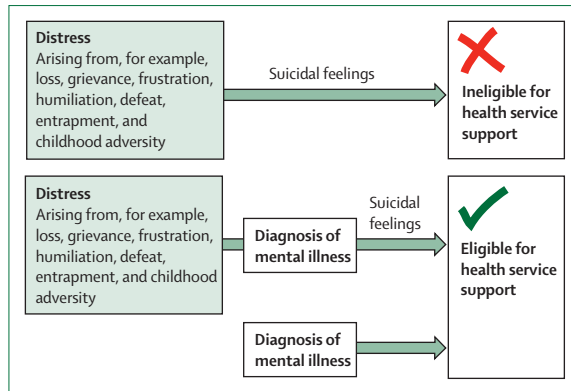 Distress
Arising from, for example,
loss, grievance, frustration,
humiliation, defeat,
entrapment, and
childhood adversity
Suicidal feelings
Ineligible for
health service
support
Distress
Arising from, for example,
loss, grievance, frustration,
humiliation, defeat,
entrapment, and childhood
adversity
Diagnosis of
mental illness
Suicidal
feelings
Eligible for
health service
support
Diagnosis of
mental illness